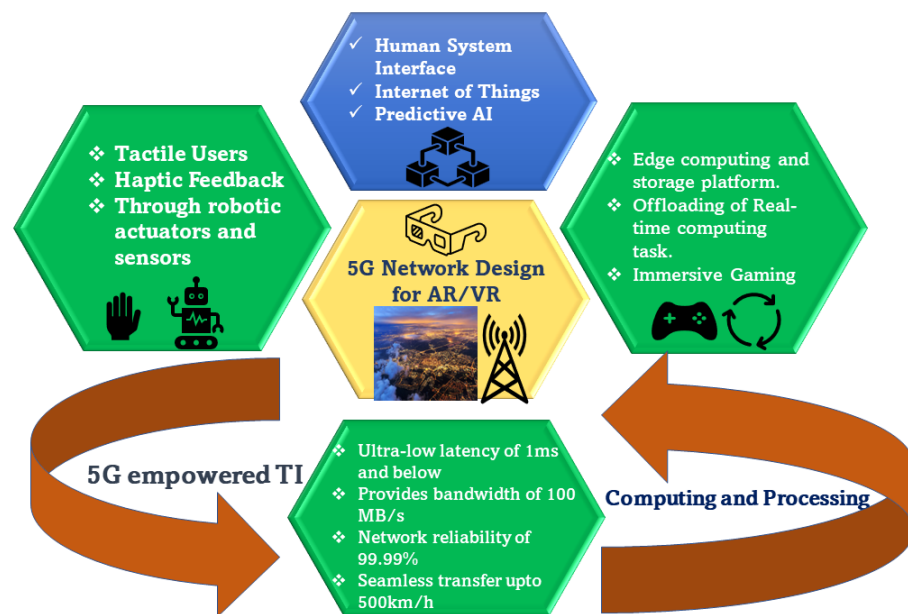 Human System
Interface
Internet of Things
Predictive AI
Tactile Users
Haptic Feedback
Through robotic
actuators and
sensors
5G Network Design
for AR/VR
Edge computing and
storage platform.
Offloading of Real-
time computing
task.
Immersive Gaming
5G empowered TI
Ultra-low latency of 1ms
and below
Provides bandwidth of 100
MB/s
Network reliability of
99.99%
Seamless transfer upto
500km/h
Computing and Processing